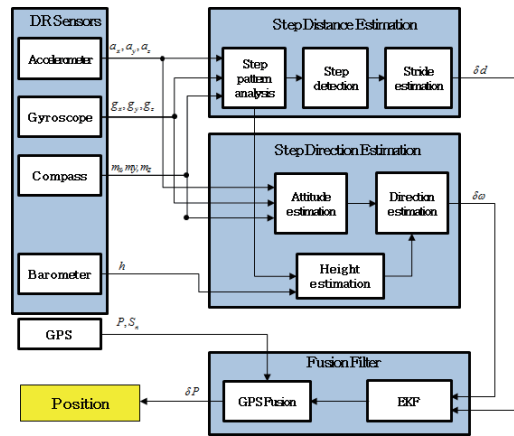 DR Sensors
Accelerometer
Gyroscope
Compass
Barometer
GPS
a_x, a_y, a_z
g_x, g_y, g_z
m_x, my, m_z
h
P, S_n
Step Distance Estimation
Step
pattern
analysis
Step
detection
Stride
estimation
δd
Step Direction Estimation
Attitude
estimation
Direction
estimation
δω
Height
estimation
Fusion Filter
GPS Fusion
EKF
δP
Position